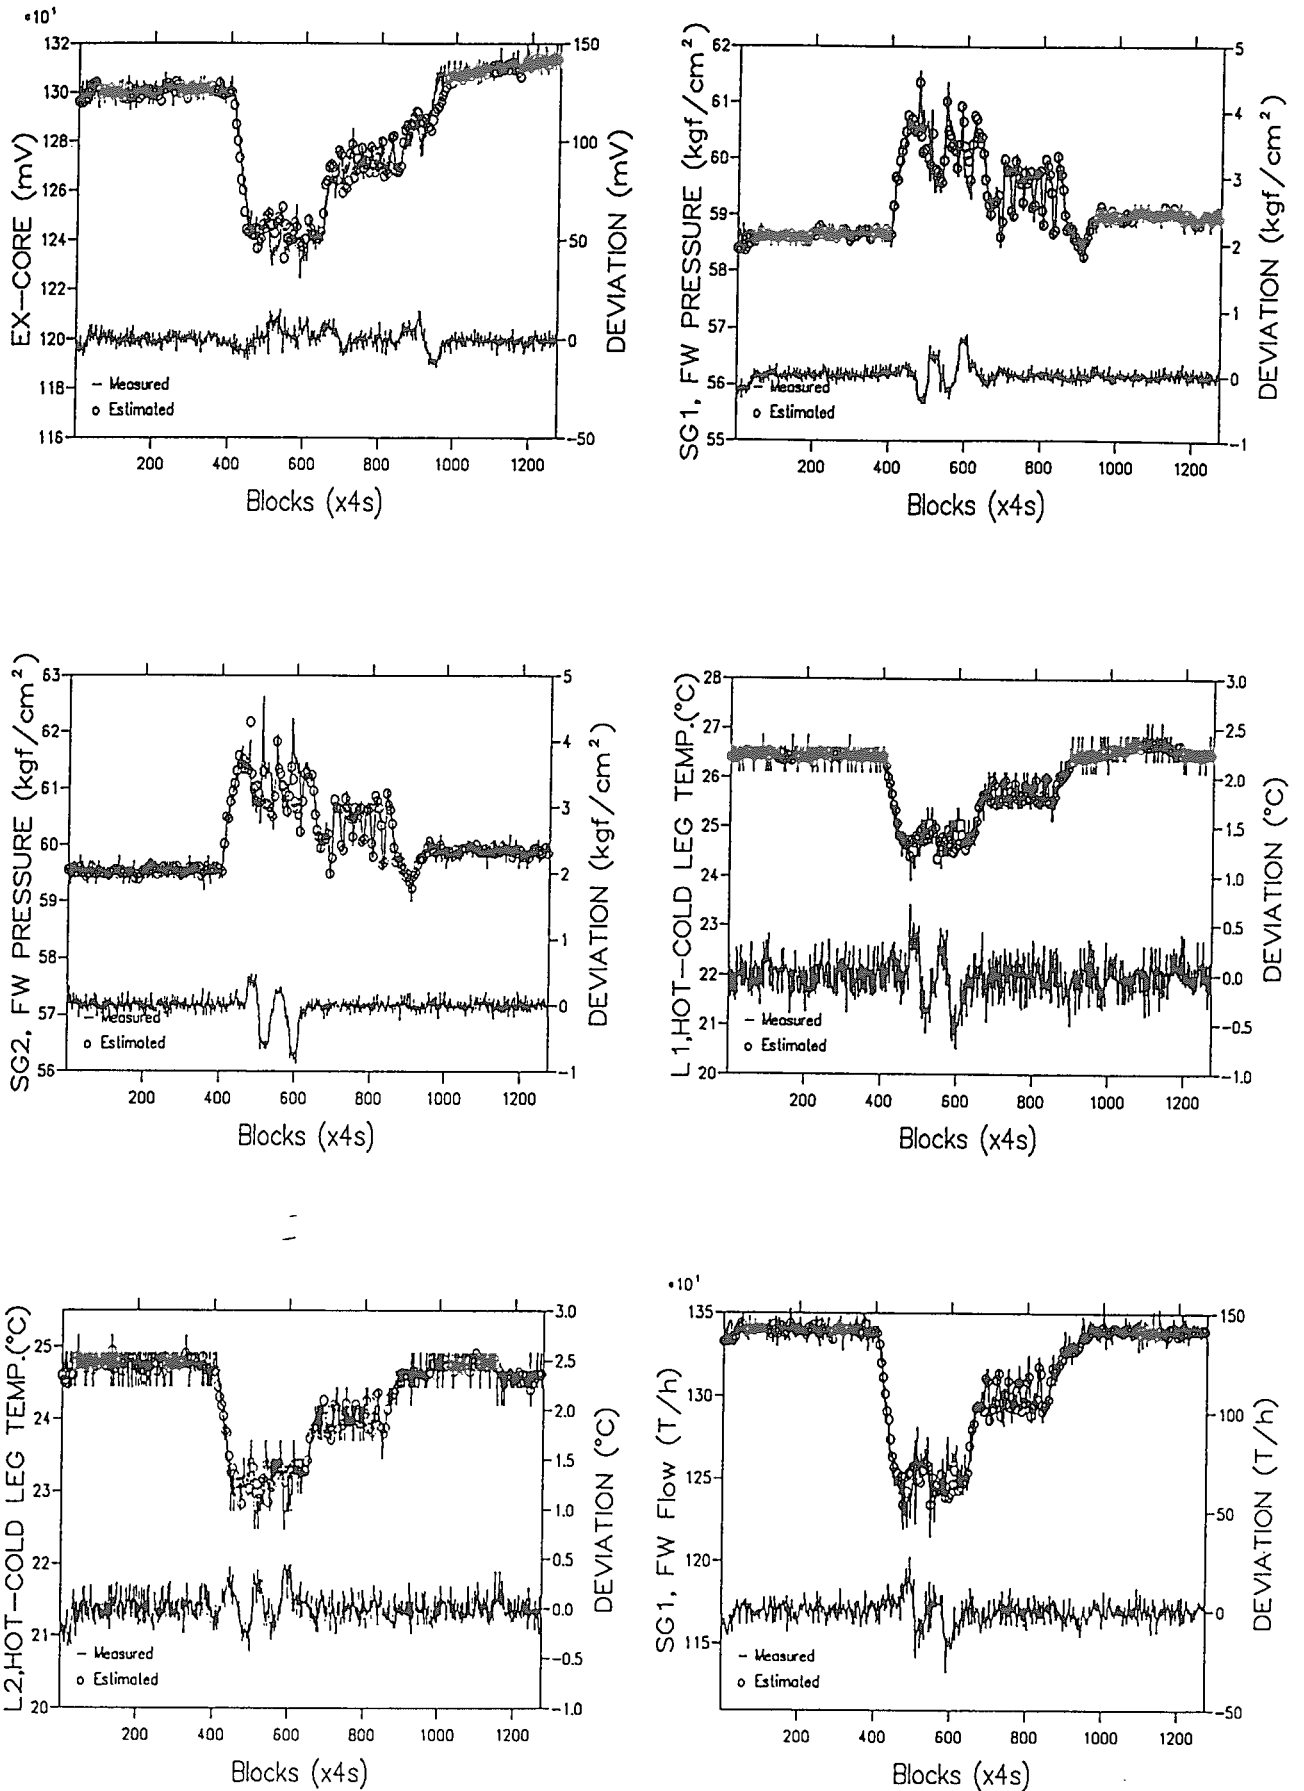 •10¹
EX-CORE (mV)
132
130
128
126
124
122
120
118
116
150
100
50
0
-50
DEVIATION (mV)
– Measured
o Estimated
200 400 600 800 1000 1200
Blocks (x4s)
SG1, FW PRESSURE (kgf/cm²)
62
61
60
59
58
57
56
55
5
4
3
2
1
0
-1
DEVIATION (kgf/cm²)
– Measured
o Estimated
200 400 600 800 1000 1200
Blocks (x4s)
SG2, FW PRESSURE (kgf/cm²)
63
62
61
60
59
58
57
56
5
4
3
2
1
0
-1
DEVIATION (kgf/cm²)
– Measured
o Estimated
200 400 600 800 1000 1200
Blocks (x4s)
L1,HOT-COLD LEG TEMP.(°C)
28
27
26
25
24
23
22
21
20
3.0
2.5
2.0
1.5
1.0
0.5
0.0
-0.5
-1.0
DEVIATION (°C)
– Measured
o Estimated
200 400 600 800 1000 1200
Blocks (x4s)
L2,HOT-COLD LEG TEMP.(°C)
25
24
23
22
21
20
3.0
2.5
2.0
1.5
1.0
0.5
0.0
-0.5
-1.0
DEVIATION (°C)
– Measured
o Estimated
200 400 600 800 1000 1200
Blocks (x4s)
•10¹
SG1, FW Flow (T/h)
135
130
125
120
115
150
100
50
0
-50
DEVIATION (T/h)
– Measured
o Estimated
200 400 600 800 1000 1200
Blocks (x4s)